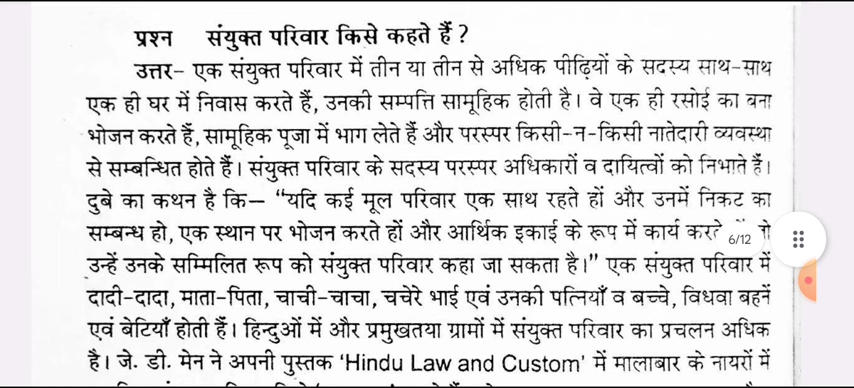 प्रश्न संयुक्त परिवार किसे कहते हैं ?
उत्तर– एक संयुक्त परिवार में तीन या तीन से अधिक पीढ़ियों के सदस्य साथ-साथ
एक ही घर में निवास करते हैं, उनकी सम्पत्ति सामूहिक होती है। वे एक ही रसोई का बना
भोजन करते हैं, सामूहिक पूजा में भाग लेते हैं और परस्पर किसी-न-किसी नातेदारी व्यवस्था
से सम्बन्धित होते हैं। संयुक्त परिवार के सदस्य परस्पर अधिकारों व दायित्वों को निभाते हैं।
दुबे का कथन है कि– “यदि कई मूल परिवार एक साथ रहते हों और उनमें निकट का
सम्बन्ध हो, एक स्थान पर भोजन करते हों और आर्थिक इकाई के रूप में कार्य करते
6/12
उन्हें उनके सम्मिलित रूप को संयुक्त परिवार कहा जा सकता है।” एक संयुक्त परिवार में
दादी-दादा, माता-पिता, चाची-चाचा, चचेरे भाई एवं उनकी पत्नियाँ व बच्चे, विधवा बहनें
एवं बेटियाँ होती हैं। हिन्दुओं में और प्रमुखतया ग्रामों में संयुक्त परिवार का प्रचलन अधिक
है। जे. डी. मेन ने अपनी पुस्तक ‘Hindu Law and Custom’ में मालाबार के नायरों में